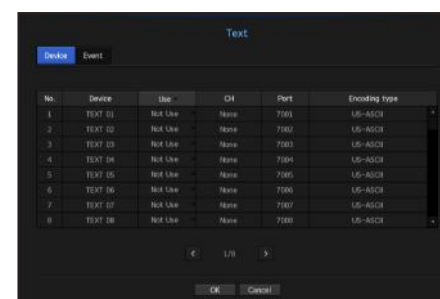 Text
Device Event
No. Device Use CH Port Encoding type
1 TEXT 01 Not Use None 7001 US-ASCII
2 TEXT 02 Not Use None 7002 US-ASCII
3 TEXT 03 Not Use None 7003 US-ASCII
4 TEXT 04 Not Use None 7004 US-ASCII
5 TEXT 05 Not Use None 7005 US-ASCII
6 TEXT 06 Not Use None 7006 US-ASCII
7 TEXT 07 Not Use None 7007 US-ASCII
8 TEXT 08 Not Use None 7008 US-ASCII
1/8
OK Cancel